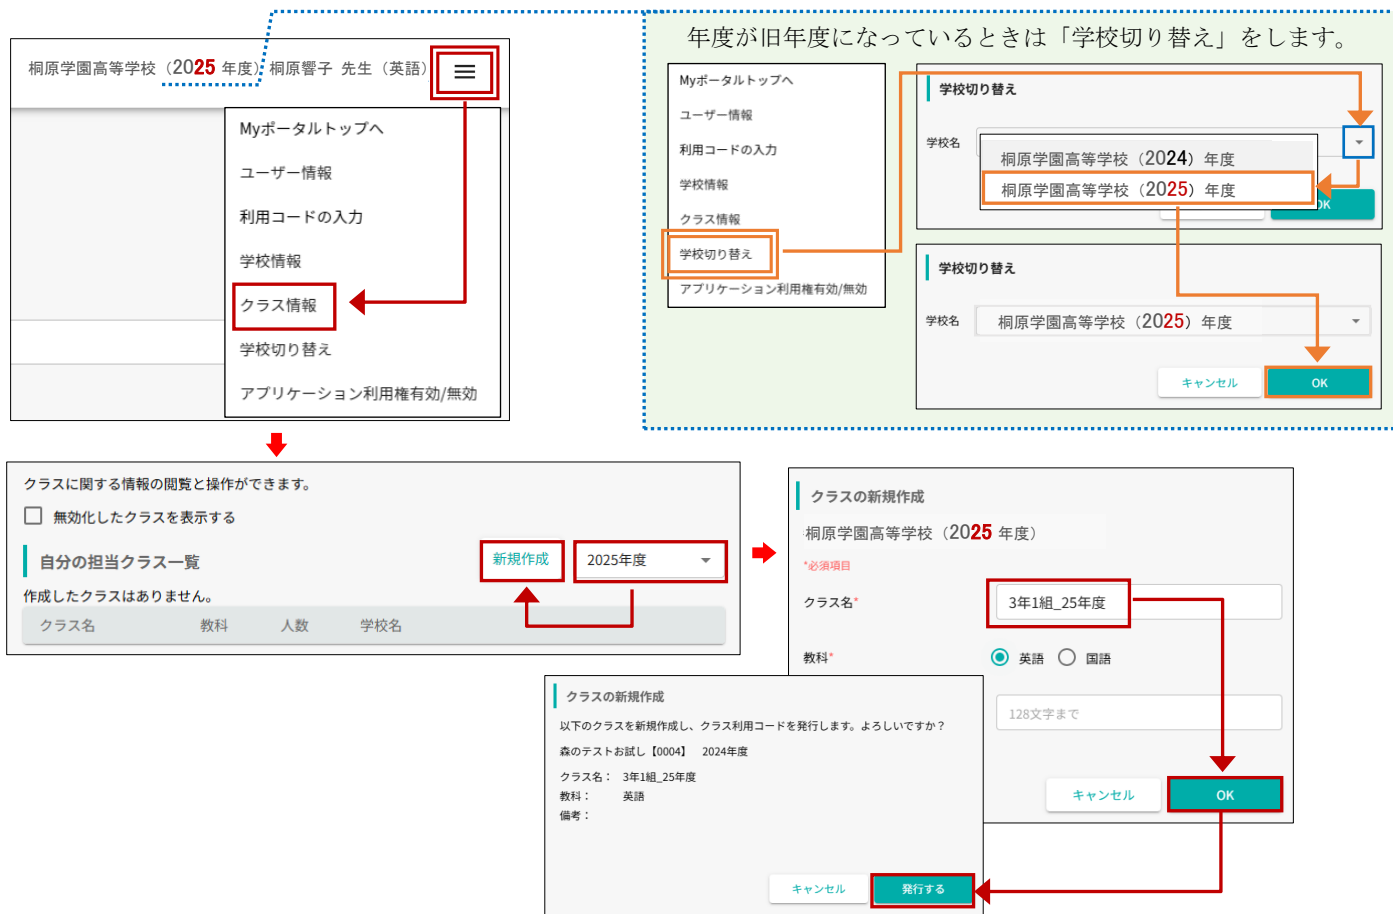 年度が旧年度になっているときは「学校切り替え」をします。
桐原学園高等学校（2025 年度）桐原響子 先生（英語）
Myポータルトップへ
ユーザー情報
利用コードの入力
学校情報
クラス情報
学校切り替え
アプリケーション利用権有効/無効
Myポータルトップへ
ユーザー情報
利用コードの入力
学校情報
クラス情報
学校切り替え
アプリケーション利用権有効/無効
学校切り替え
学校名
桐原学園高等学校（2024）年度
桐原学園高等学校（2025）年度
OK
学校切り替え
学校名
桐原学園高等学校（2025）年度
キャンセル
OK
クラスに関する情報の閲覧と操作ができます。
無効化したクラスを表示する
自分の担当クラス一覧
新規作成
2025年度
作成したクラスはありません。
クラス名 教科 人数 学校名
クラスの新規作成
桐原学園高等学校（2025 年度）
*必須項目
クラス名*
3年1組_25年度
教科*
英語 国語
128文字まで
キャンセル
OK
クラスの新規作成
以下のクラスを新規作成し、クラス利用コードを発行します。よろしいですか？
森のテストお試し【0004】 2024年度
クラス名： 3年1組_25年度
教科： 英語
備考：
キャンセル
発行する